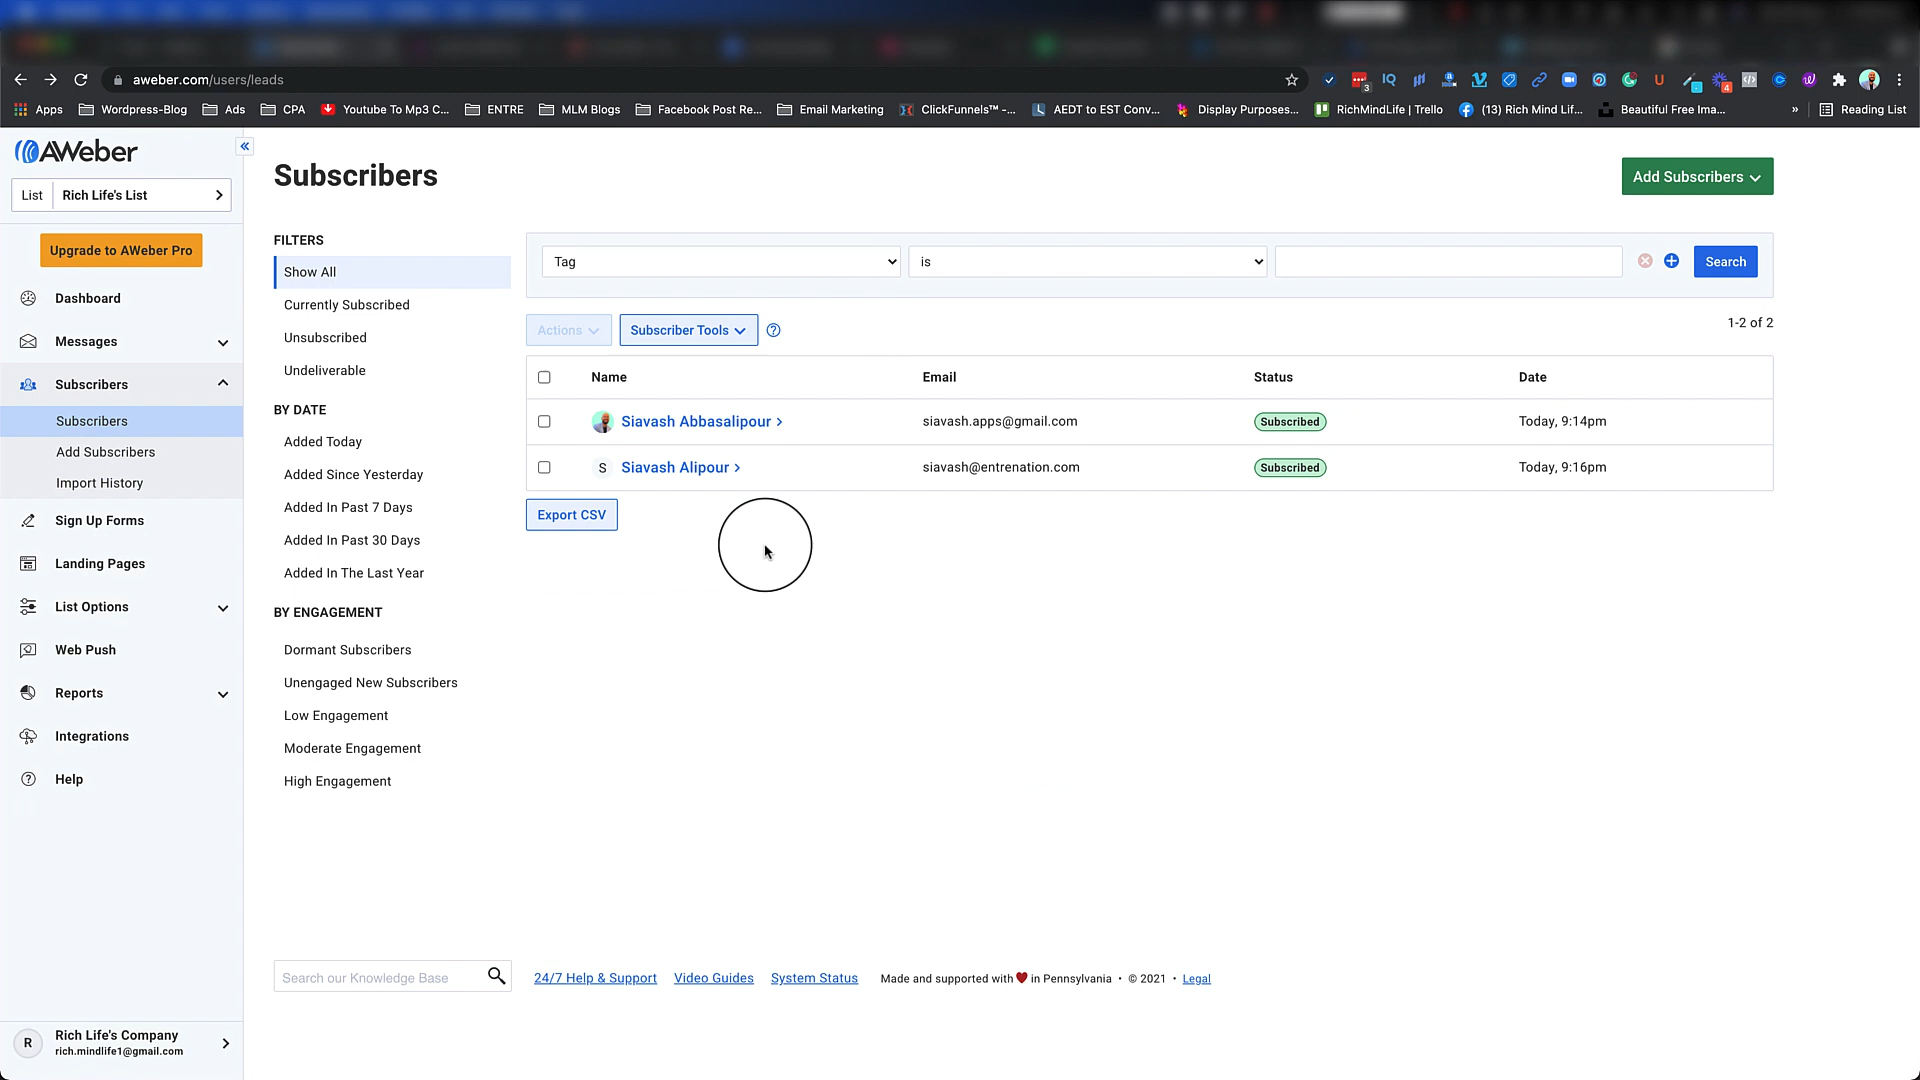 aweber.com/users/leads
3
4
Apps
Wordpress-Blog
Ads
CPA
Youtube To Mp3 C...
ENTRE
MLM Blogs
Facebook Post Re...
Email Marketing
ClickFunnels™ -...
AEDT to EST Conv...
Display Purposes...
RichMindLife | Trello
(13) Rich Mind Lif...
Beautiful Free Ima...
»
Reading List
AWeber
«
List
Rich Life's List
Upgrade to AWeber Pro
Dashboard
Messages
Subscribers
Subscribers
Add Subscribers
Import History
Sign Up Forms
Landing Pages
List Options
Web Push
Reports
Integrations
Help
R
Rich Life's Company
rich.mindlife1@gmail.com
Subscribers
Add Subscribers
FILTERS
Show All
Currently Subscribed
Unsubscribed
Undeliverable
BY DATE
Added Today
Added Since Yesterday
Added In Past 7 Days
Added In Past 30 Days
Added In The Last Year
BY ENGAGEMENT
Dormant Subscribers
Unengaged New Subscribers
Low Engagement
Moderate Engagement
High Engagement
Tag
is
Search
Actions
Subscriber Tools
1-2 of 2
Name Email Status Date
Siavash Abbasalipour siavash.apps@gmail.com Subscribed Today, 9:14pm
S Siavash Alipour siavash@entrenation.com Subscribed Today, 9:16pm
Export CSV
Search our Knowledge Base
24/7 Help & Support
Video Guides
System Status
Made and supported with ❤ in Pennsylvania • © 2021 • Legal